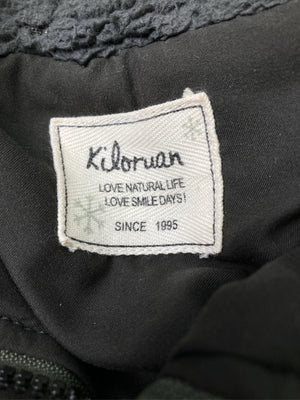 Kiloruan
LOVE NATURAL LIFE
LOVE SMILE DAYS!
SINCE 1995